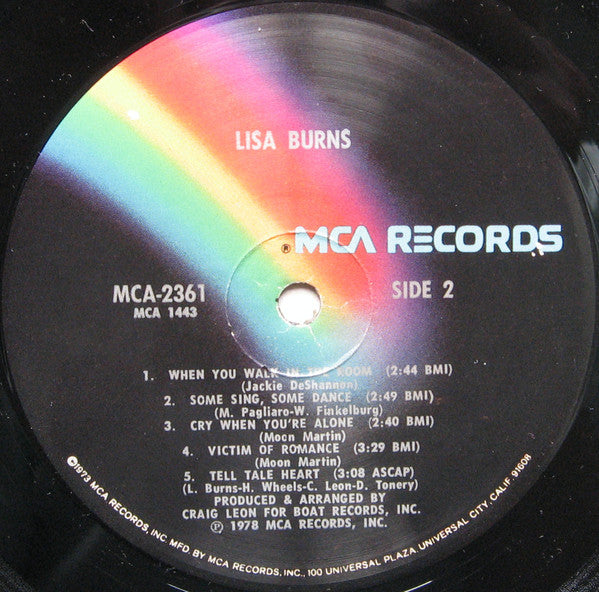 LISA BURNS
® MCA RECORDS
MCA-2361
MCA 1443
SIDE 2
1. WHEN YOU WALK IN THE ROOM (2:44 BMI)
(Jackie DeShannon)
2. SOME SING, SOME DANCE (2:49 BMI)
(M. Pagliaro-W. Finkelburg)
3. CRY WHEN YOU'RE ALONE (2:40 BMI)
(Mocn Martin)
4. VICTIM OF ROMANCE (3:29 BMI)
(Moon Martin)
5. TELL TALE HEART (3:08 ASCAP)
(L. Burns-H. Wheels-C. Leon-D. Tonery)
PRODUCED & ARRANGED BY
CRAIG LEON FOR BOAT RECORDS, INC.
℗ 1978 MCA RECORDS, INC.
©1973 MCA RECORDS, INC MFD. BY MCA RECORDS, INC., 100 UNIVERSAL PLAZA, UNIVERSAL CITY, CALIF. 91608